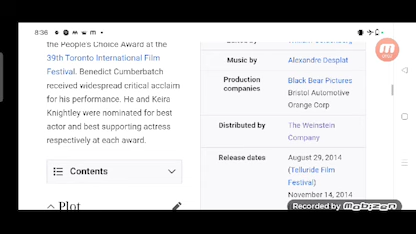 8:36
the People's Choice Award at the
39th Toronto International Film
Festival. Benedict Cumberbatch
received widespread critical acclaim
for his performance. He and Keira
Knightley were nominated for best
actor and best supporting actress
respectively at each award.
Contents
Plot
Music by Alexandre Desplat
Production companies Black Bear Pictures
Bristol Automotive
Orange Corp
Distributed by The Weinstein
Company
Release dates August 29, 2014
(Telluride Film
Festival)
November 14, 2014
Recorded by Mobizen